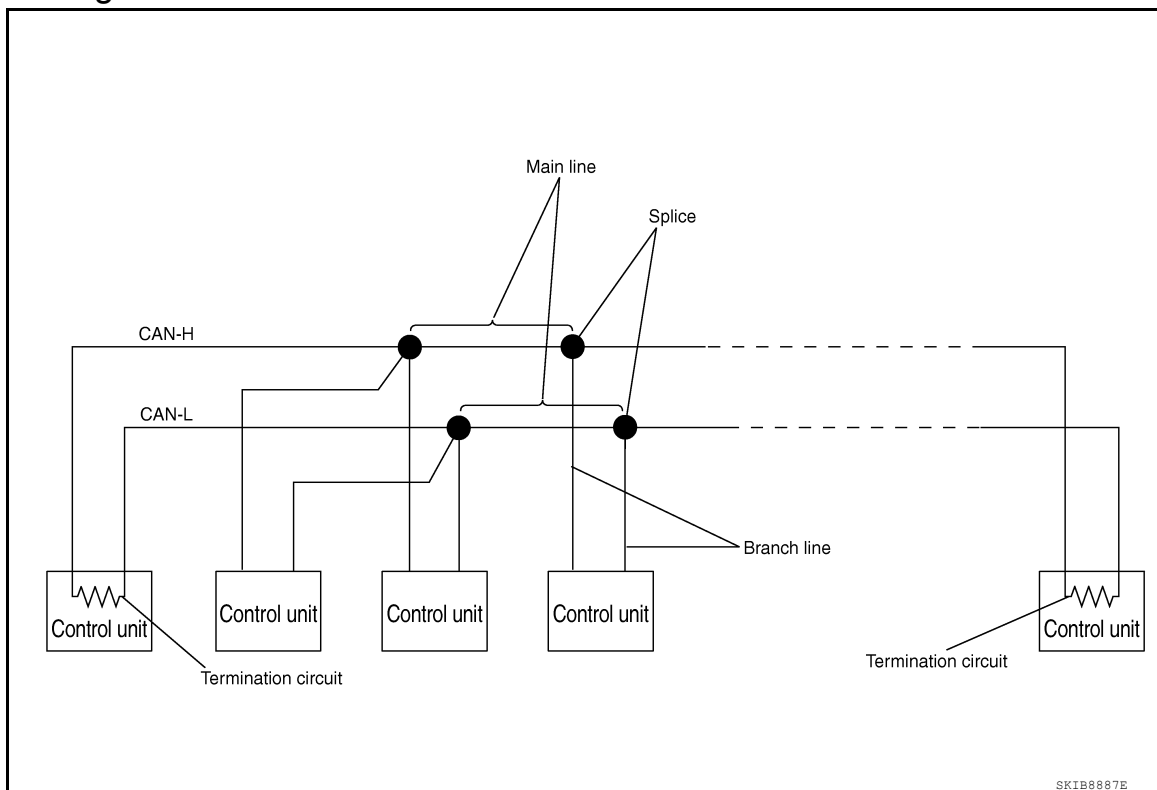 Main line
Splice
CAN-H
CAN-L
Branch line
Control unit
Control unit
Control unit
Control unit
Control unit
Termination circuit
Termination circuit
SKIB8887E